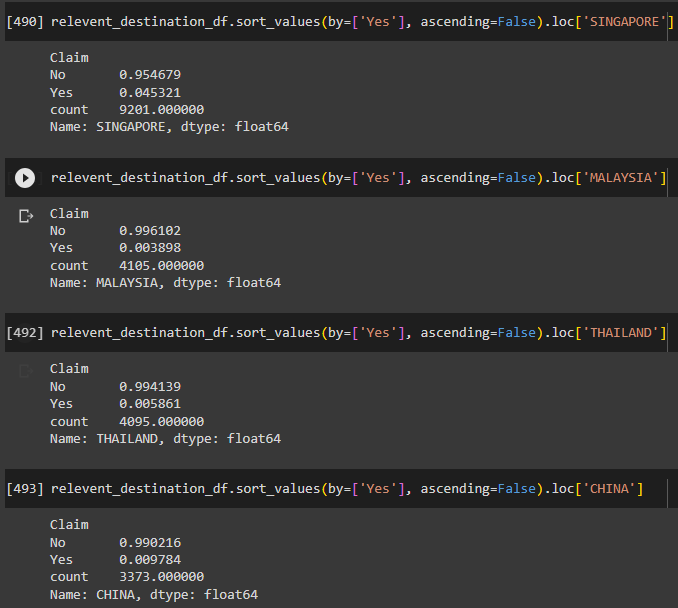 [490] relevent_destination_df.sort_values(by=['Yes'], ascending=False).loc['SINGAPORE']
Claim
No 0.954679
Yes 0.045321
count 9201.000000
Name: SINGAPORE, dtype: float64
relevent_destination_df.sort_values(by=['Yes'], ascending=False).loc['MALAYSIA']
Claim
No 0.996102
Yes 0.003898
count 4105.000000
Name: MALAYSIA, dtype: float64
[492] relevent_destination_df.sort_values(by=['Yes'], ascending=False).loc['THAILAND']
Claim
No 0.994139
Yes 0.005861
count 4095.000000
Name: THAILAND, dtype: float64
[493] relevent_destination_df.sort_values(by=['Yes'], ascending=False).loc['CHINA']
Claim
No 0.990216
Yes 0.009784
count 3373.000000
Name: CHINA, dtype: float64